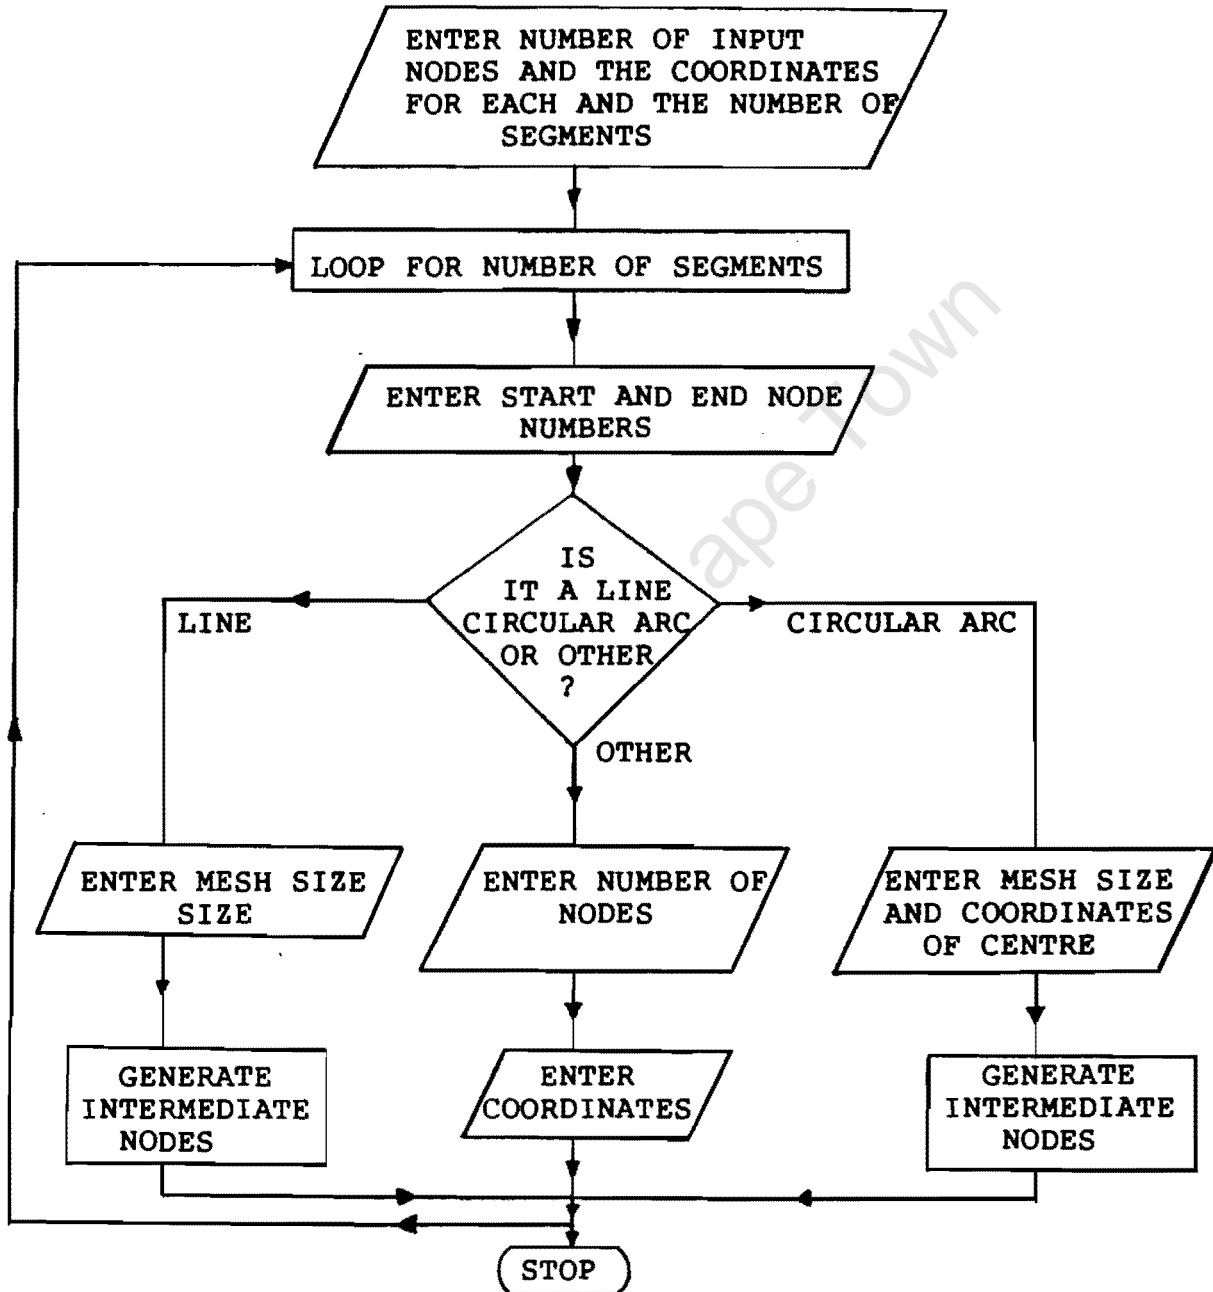 ENTER NUMBER OF INPUT
NODES AND THE COORDINATES
FOR EACH AND THE NUMBER OF
SEGMENTS
LOOP FOR NUMBER OF SEGMENTS
ENTER START AND END NODE
NUMBERS
IS
IT A LINE
CIRCULAR ARC
OR OTHER
?
LINE
CIRCULAR ARC
OTHER
ENTER MESH SIZE
SIZE
ENTER NUMBER OF
NODES
ENTER MESH SIZE
AND COORDINATES
OF CENTRE
GENERATE
INTERMEDIATE
NODES
ENTER
COORDINATES
GENERATE
INTERMEDIATE
NODES
STOP
ape Town